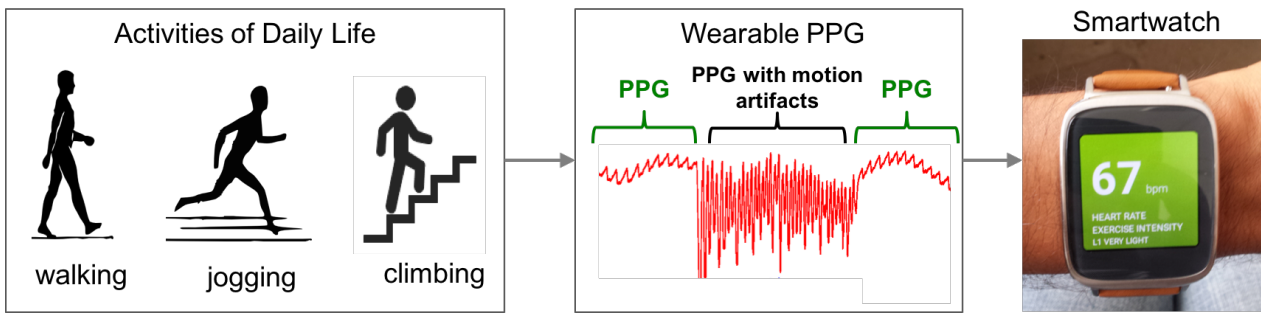 Activities of Daily Life
walking
jogging
climbing
Wearable PPG
PPG
PPG with motion
artifacts
PPG
Smartwatch
67 bpm
HEART RATE
EXERCISE INTENSITY
L1 VERY LIGHT